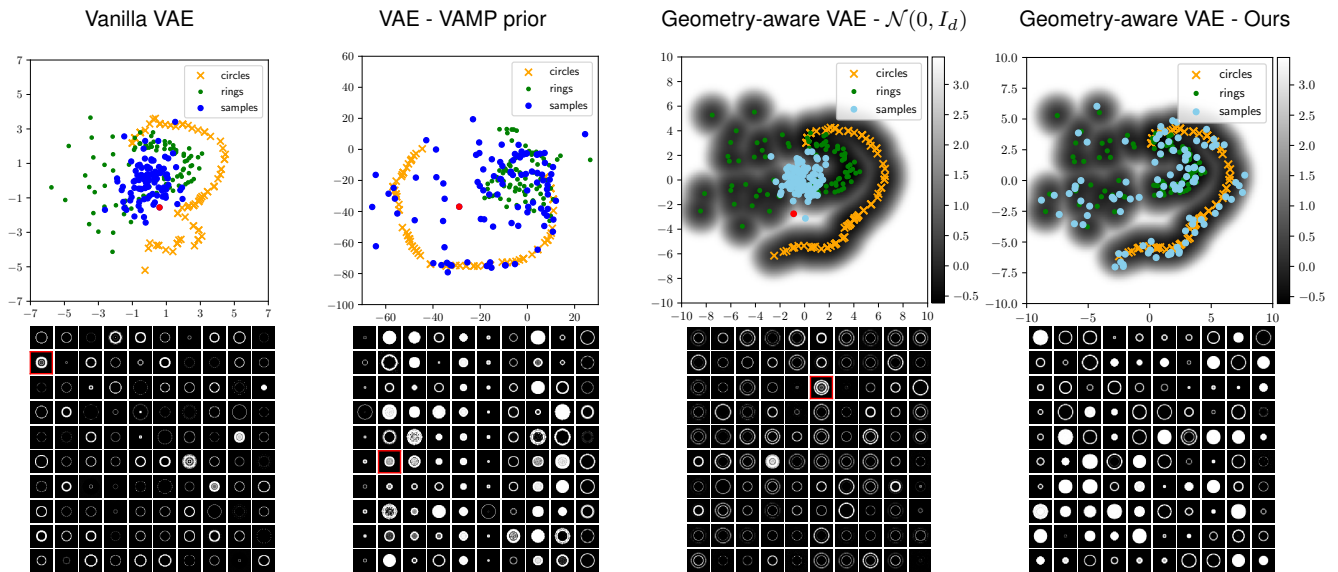 Vanilla VAE
VAE - VAMP prior
Geometry-aware VAE - 𝒩(0, I_d)
Geometry-aware VAE - Ours
7
5
3
1
−1
−3
−5
−7
−7 −5 −3 −1 1 3 5 7
circles
rings
samples
60
40
20
0
−20
−40
−60
−80
−100
−60 −40 −20 0 20
circles
rings
samples
10
8
6
4
2
0
−2
−4
−6
−8
−10
−10 −8 −6 −4 −2 0 2 4 6 8 10
circles
rings
samples
3.0
2.5
2.0
1.5
1.0
0.5
0.0
−0.5
10.0
7.5
5.0
2.5
0.0
−2.5
−5.0
−7.5
−10.0
−10 −5 0 5 10
circles
rings
samples
3.0
2.5
2.0
1.5
1.0
0.5
0.0
−0.5